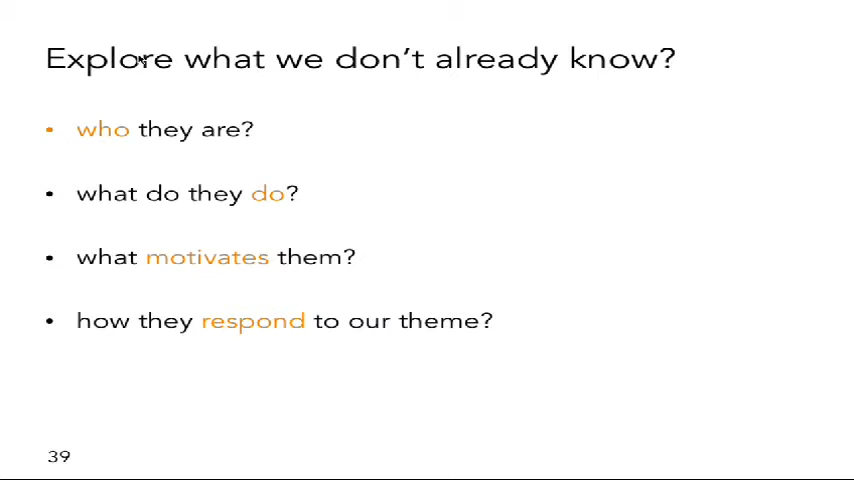 Explore what we don't already know?
• who they are?
• what do they do?
• what motivates them?
• how they respond to our theme?
39